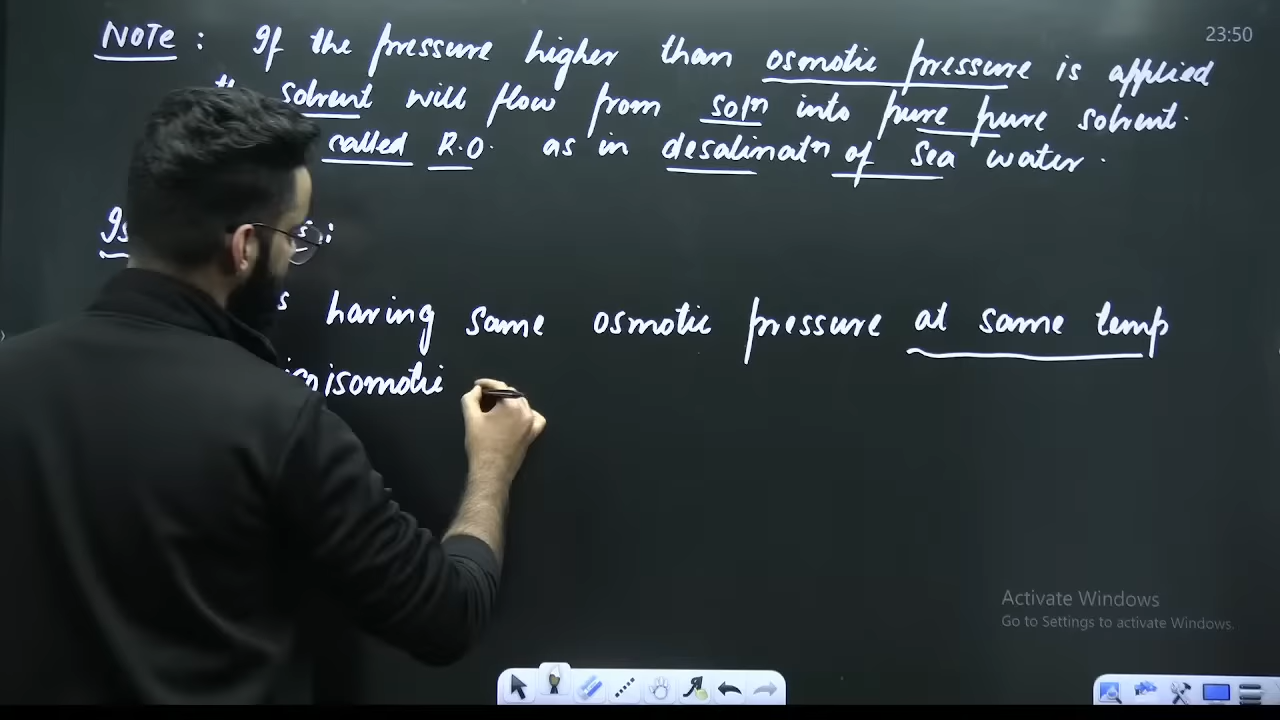 23:50
NOTE : If the pressure higher than osmotic pressure is applied
the solvent will flow from solⁿ into pure pure solvent.
called R.O. as in desalinatⁿ of sea water.
having same osmotic pressure at same temp
isomotic
Activate Windows
Go to Settings to activate Windows.